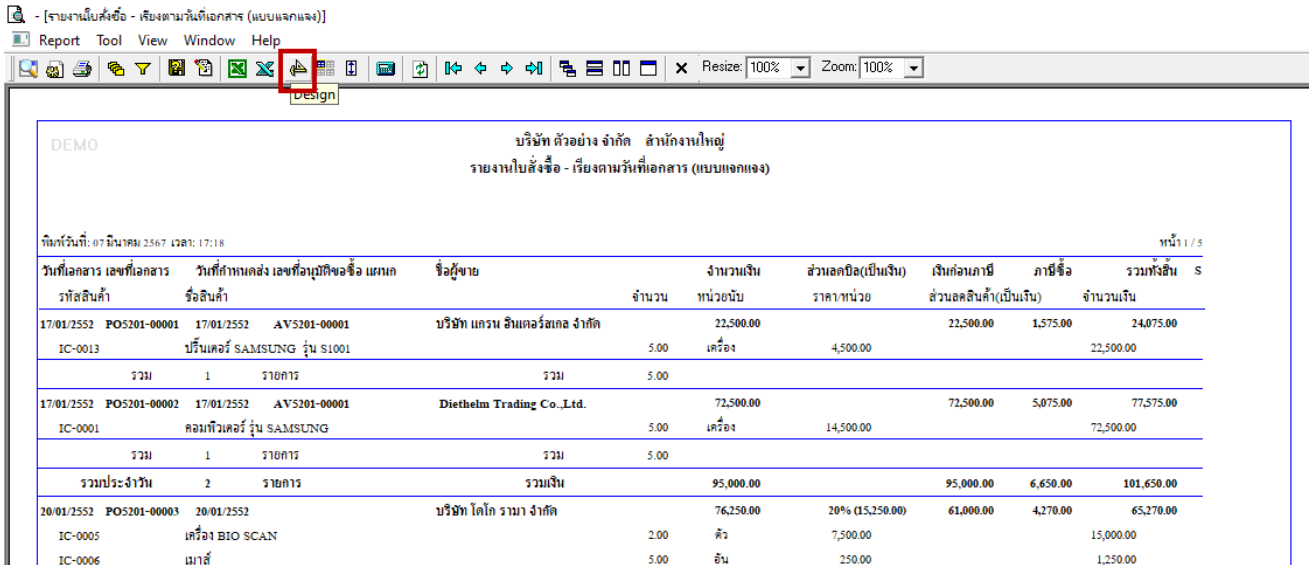 - [รายงานใบสั่งซื้อ - เรียงตามวันที่เอกสาร (แบบแจกแจง)]
Report Tool View Window Help
Resize: 100% Zoom: 100%
Design
DEMO
บริษัท ตัวอย่าง จำกัด สำนักงานใหญ่
รายงานใบสั่งซื้อ - เรียงตามวันที่เอกสาร (แบบแจกแจง)
พิมพ์วันที่: 07 มีนาคม 2567 เวลา: 17:18 หน้า 1 / 5
วันที่เอกสาร เลขที่เอกสาร วันที่กำหนดส่ง เลขที่อนุมัติขอซื้อ แผนก ชื่อผู้ขาย จำนวนเงิน ส่วนลดบิล(เป็นเงิน) เงินก่อนภาษี ภาษีซื้อ รวมทั้งสิ้น S
รหัสสินค้า ชื่อสินค้า จำนวน หน่วยนับ ราคา/หน่วย ส่วนลดสินค้า(เป็นเงิน) จำนวนเงิน
17/01/2552 PO5201-00001 17/01/2552 AV5201-00001 บริษัท แกรน อินเตอร์สเกล จำกัด 22,500.00 22,500.00 1,575.00 24,075.00
IC-0013 ปริ้นเตอร์ SAMSUNG รุ่น S1001 5.00 เครื่อง 4,500.00 22,500.00
รวม 1 รายการ รวม 5.00
17/01/2552 PO5201-00002 17/01/2552 AV5201-00001 Diethelm Trading Co.,Ltd. 72,500.00 72,500.00 5,075.00 77,575.00
IC-0001 คอมพิวเตอร์ รุ่น SAMSUNG 5.00 เครื่อง 14,500.00 72,500.00
รวม 1 รายการ รวม 5.00
รวมประจำวัน 2 รายการ รวมเงิน 95,000.00 95,000.00 6,650.00 101,650.00
20/01/2552 PO5201-00003 20/01/2552 บริษัท โตโก รามา จำกัด 76,250.00 20% (15,250.00) 61,000.00 4,270.00 65,270.00
IC-0005 เครื่อง BIO SCAN 2.00 ตัว 7,500.00 15,000.00
IC-0006 เมาส์ 5.00 อัน 250.00 1,250.00